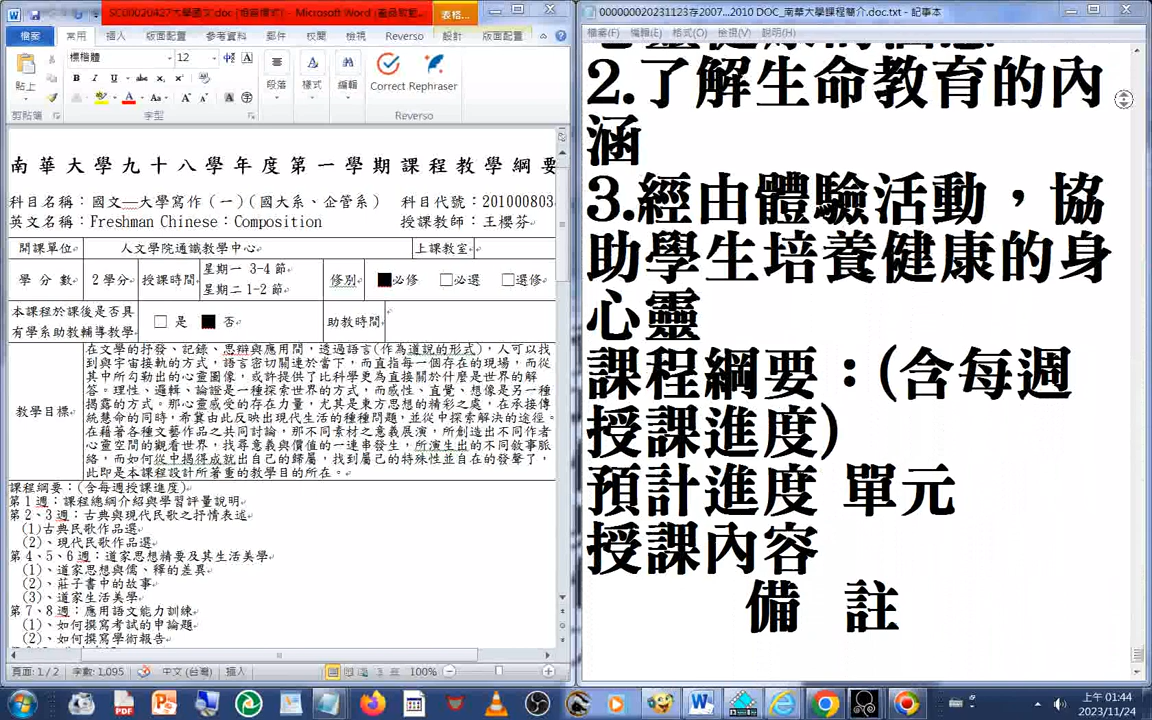 SC00020427大學國文.doc [相容模式] - Microsoft Word (產品啟動...
表格...
檔案 常用 插入 版面配置 參考資料 郵件 校閱 檢視 Reverso 設計 版面配置
標楷體 12
貼上
段落 樣式 編輯 Correct Rephraser
剪貼簿 字型 Reverso
南華大學九十八學年度第一學期課程教學綱要
科目名稱：國文—大學寫作(一)(國大系、企管系) 科目代號：201000803
英文名稱：Freshman Chinese：Composition 授課教師：王櫻芬
開課單位 人文學院通識教學中心 上課教室
學 分 數 2學分 授課時間 星期一 3-4節
星期二 1-2節 修別 ■必修 □必選 □選修
本課程於課後是否具
有學系助教輔導教學 □ 是 ■ 否 助教時間
教學目標
在文學的抒發、記錄、思辯與應用間，透過語言(作為道說的形式)，人可以找
到與宇宙接軌的方式，語言密切關連於當下，而直指每一個存在的現場，而從
其中所勾勒出的心靈圖像，或許提供了比科學更為直接關於什麼是世界的解
答。理性、邏輯、論證是一種探索世界的方式，而感性、直覺、想像是另一種
揭露的方式。那心靈感受的存在力量，尤其是東方思想的精彩之處，在承接傳
統慧命的同時，希冀由此反映出現代生活的種種問題，並從中探索解決的途徑。
在藉著各種文藝作品之共同討論，那不同素材之意義展演，所創造出不同作者
心靈空間的觀看世界，找尋意義與價值的一連串發生，所演生出的不同敘事脈
絡，而如何從中揭得成就出自己的歸屬，找到屬己的特殊性並自在的發聲了，
此即是本課程設計所著重的教學目的所在。
課程綱要：(含每週授課進度)
第1週：課程總綱介紹與學習評量說明
第2、3週：古典與現代民歌之抒情表述
(1)古典民歌作品選
(2)、現代民歌作品選
第4、5、6週：道家思想精要及其生活美學
(1)、道家思想與儒、釋的差異
(2)、莊子書中的故事
(3)、道家生活美學
第7、8週：應用語文能力訓練
(1)、如何撰寫考試的申論題
(2)、如何撰寫學術報告
頁面: 1 / 2 字數: 1,095 中文 (台灣) 插入 100%
000000020231123存2007...2010 DOC_南華大學課程簡介.doc.txt - 記事本
檔案(F) 編輯(E) 格式(O) 檢視(V) 說明(H)
2.了解生命教育的內
涵
3.經由體驗活動，協
助學生培養健康的身
心靈
課程綱要：(含每週
授課進度)
預計進度 單元
授課內容
備 註
上午 01:44
2023/11/24